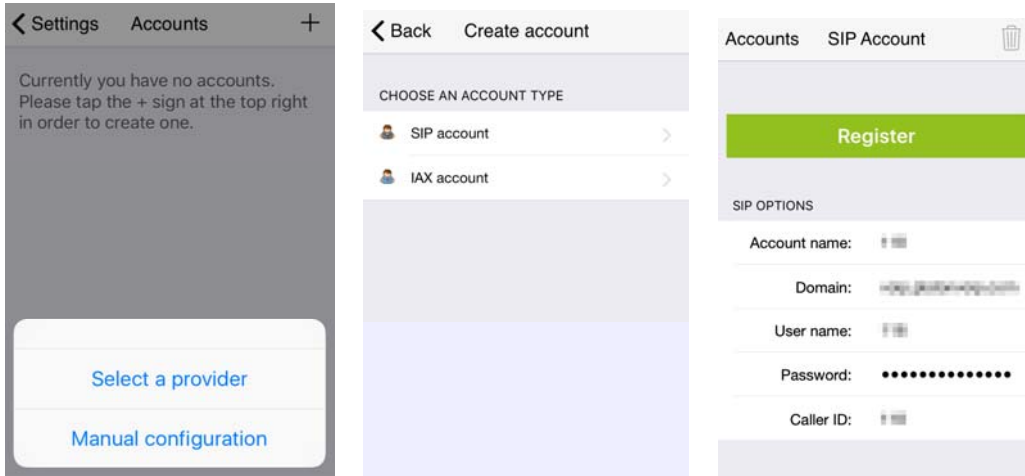 Settings Accounts +
Currently you have no accounts.
Please tap the + sign at the top right
in order to create one.
Select a provider
Manual configuration
Back Create account
CHOOSE AN ACCOUNT TYPE
SIP account
IAX account
Accounts SIP Account
Register
SIP OPTIONS
Account name:
Domain:
User name:
Password: ••••••••••••••
Caller ID: